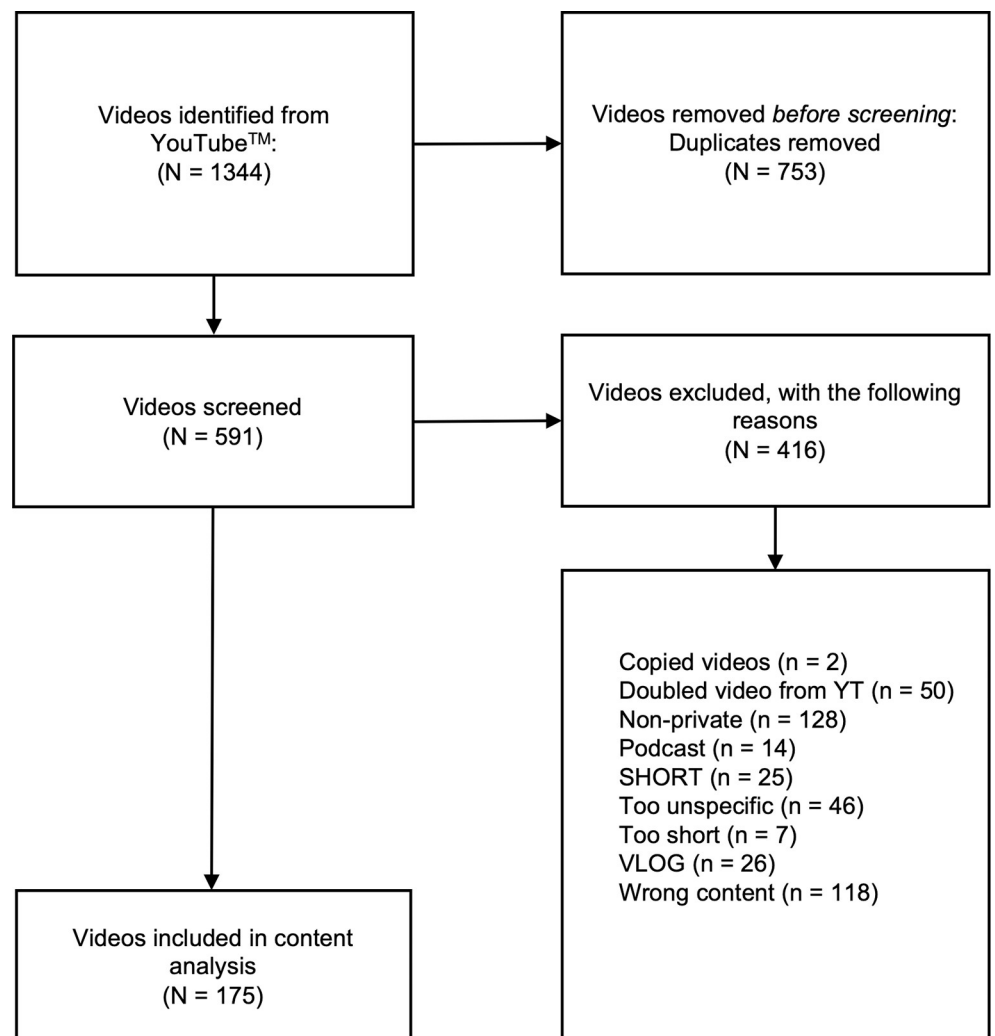 Videos identified from
YouTube™:
(N = 1344)
Videos removed before screening:
Duplicates removed
(N = 753)
Videos screened
(N = 591)
Videos excluded, with the following
reasons
(N = 416)
Copied videos (n = 2)
Doubled video from YT (n = 50)
Non-private (n = 128)
Podcast (n = 14)
SHORT (n = 25)
Too unspecific (n = 46)
Too short (n = 7)
VLOG (n = 26)
Wrong content (n = 118)
Videos included in content
analysis
(N = 175)